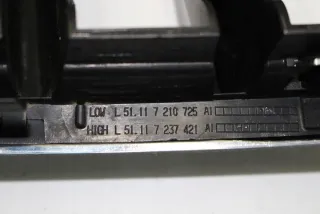 LOW - L 51.11 7 210 725 AI
HIGH L 51.11 7 237 421 AI